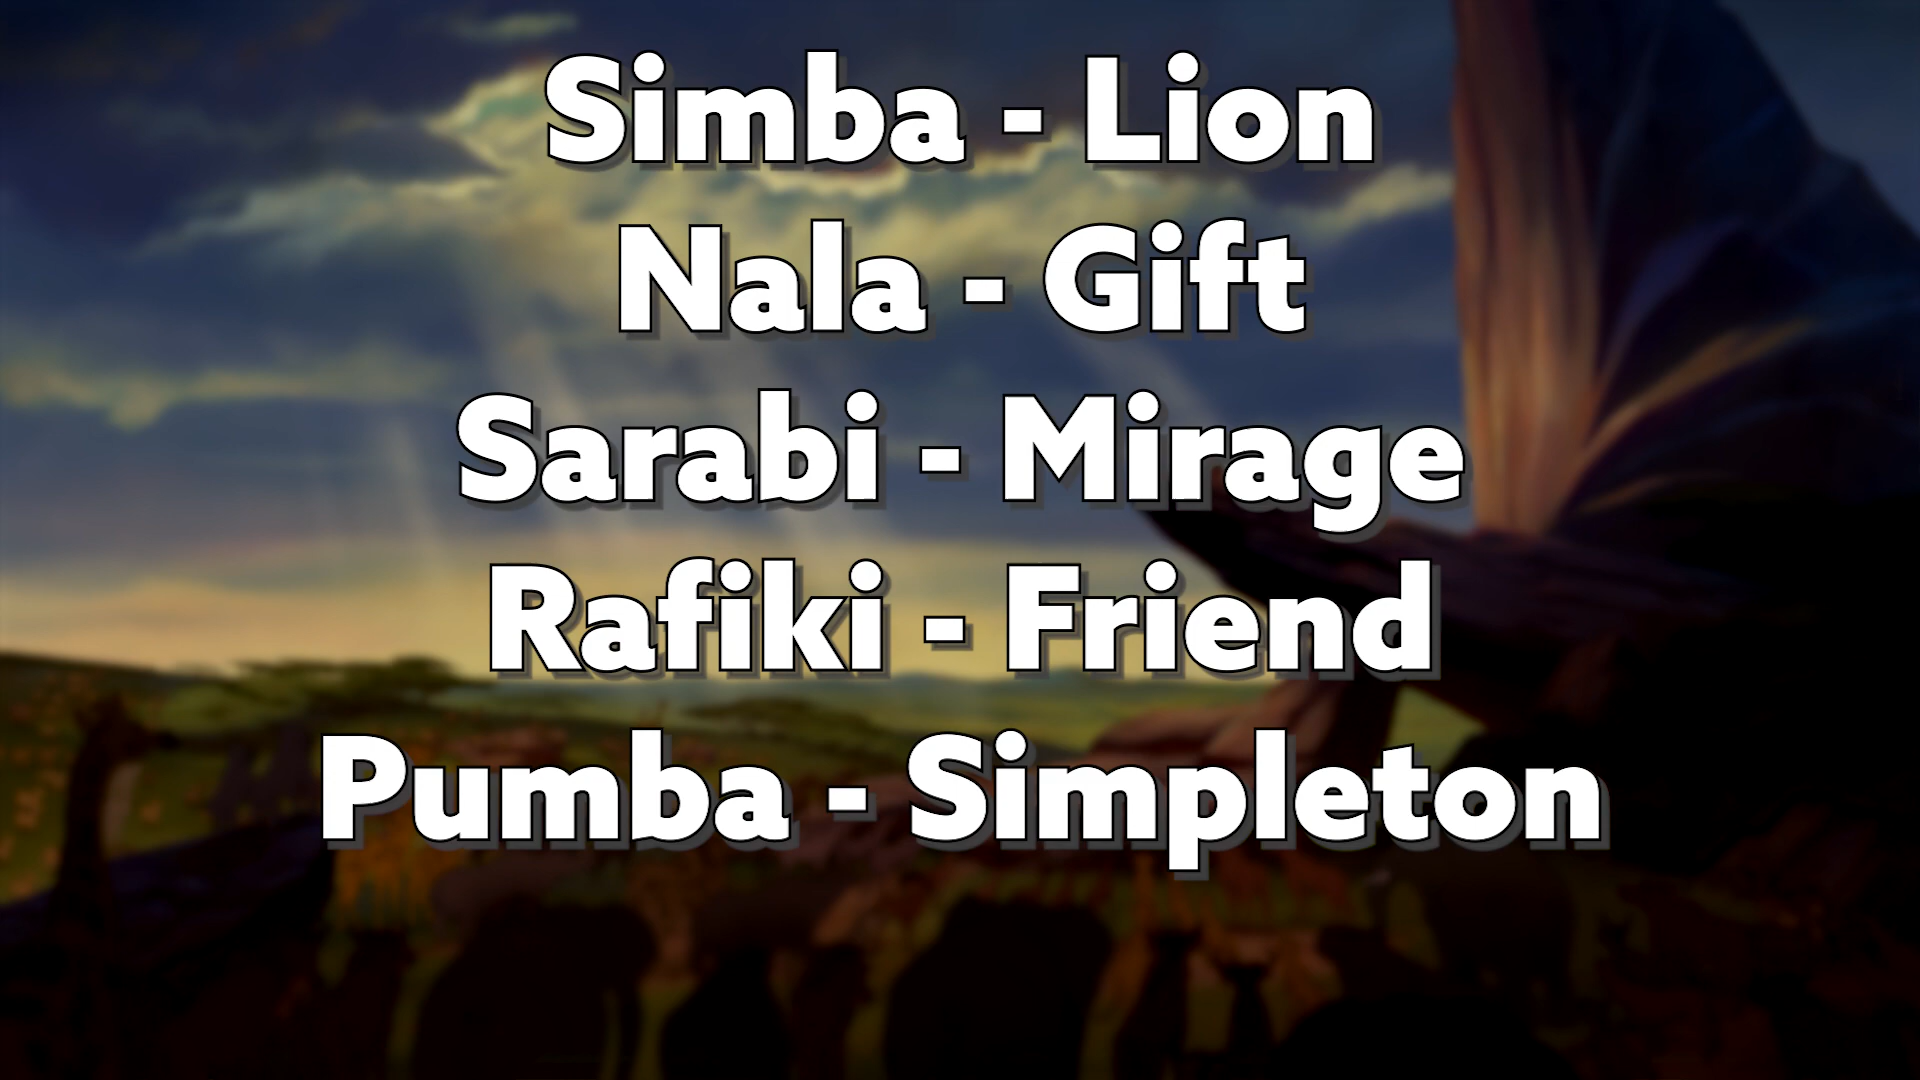 Simba - Lion
Nala - Gift
Sarabi - Mirage
Rafiki - Friend
Pumba - Simpleton